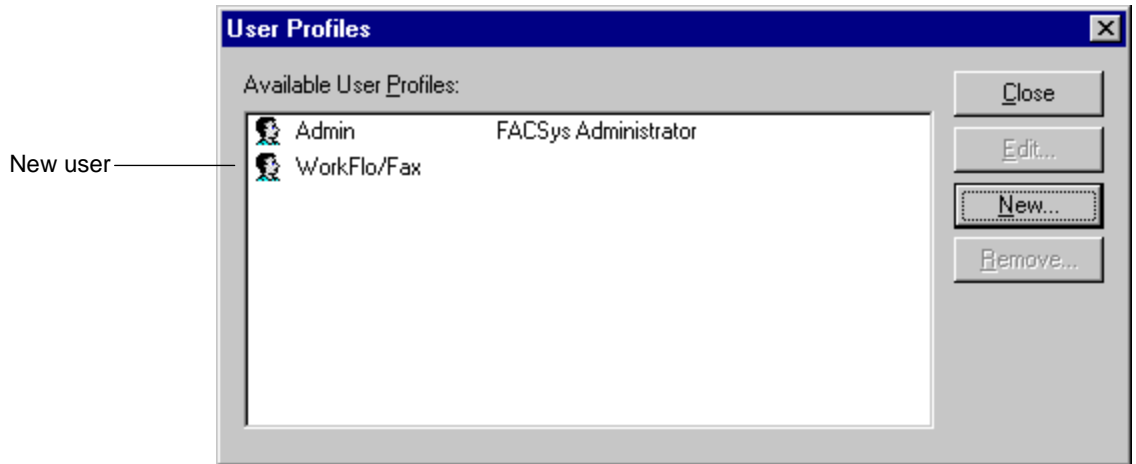 User Profiles
Available User Profiles:
Close
Admin FACSys Administrator
Edit...
New user
WorkFlo/Fax
New...
Remove...